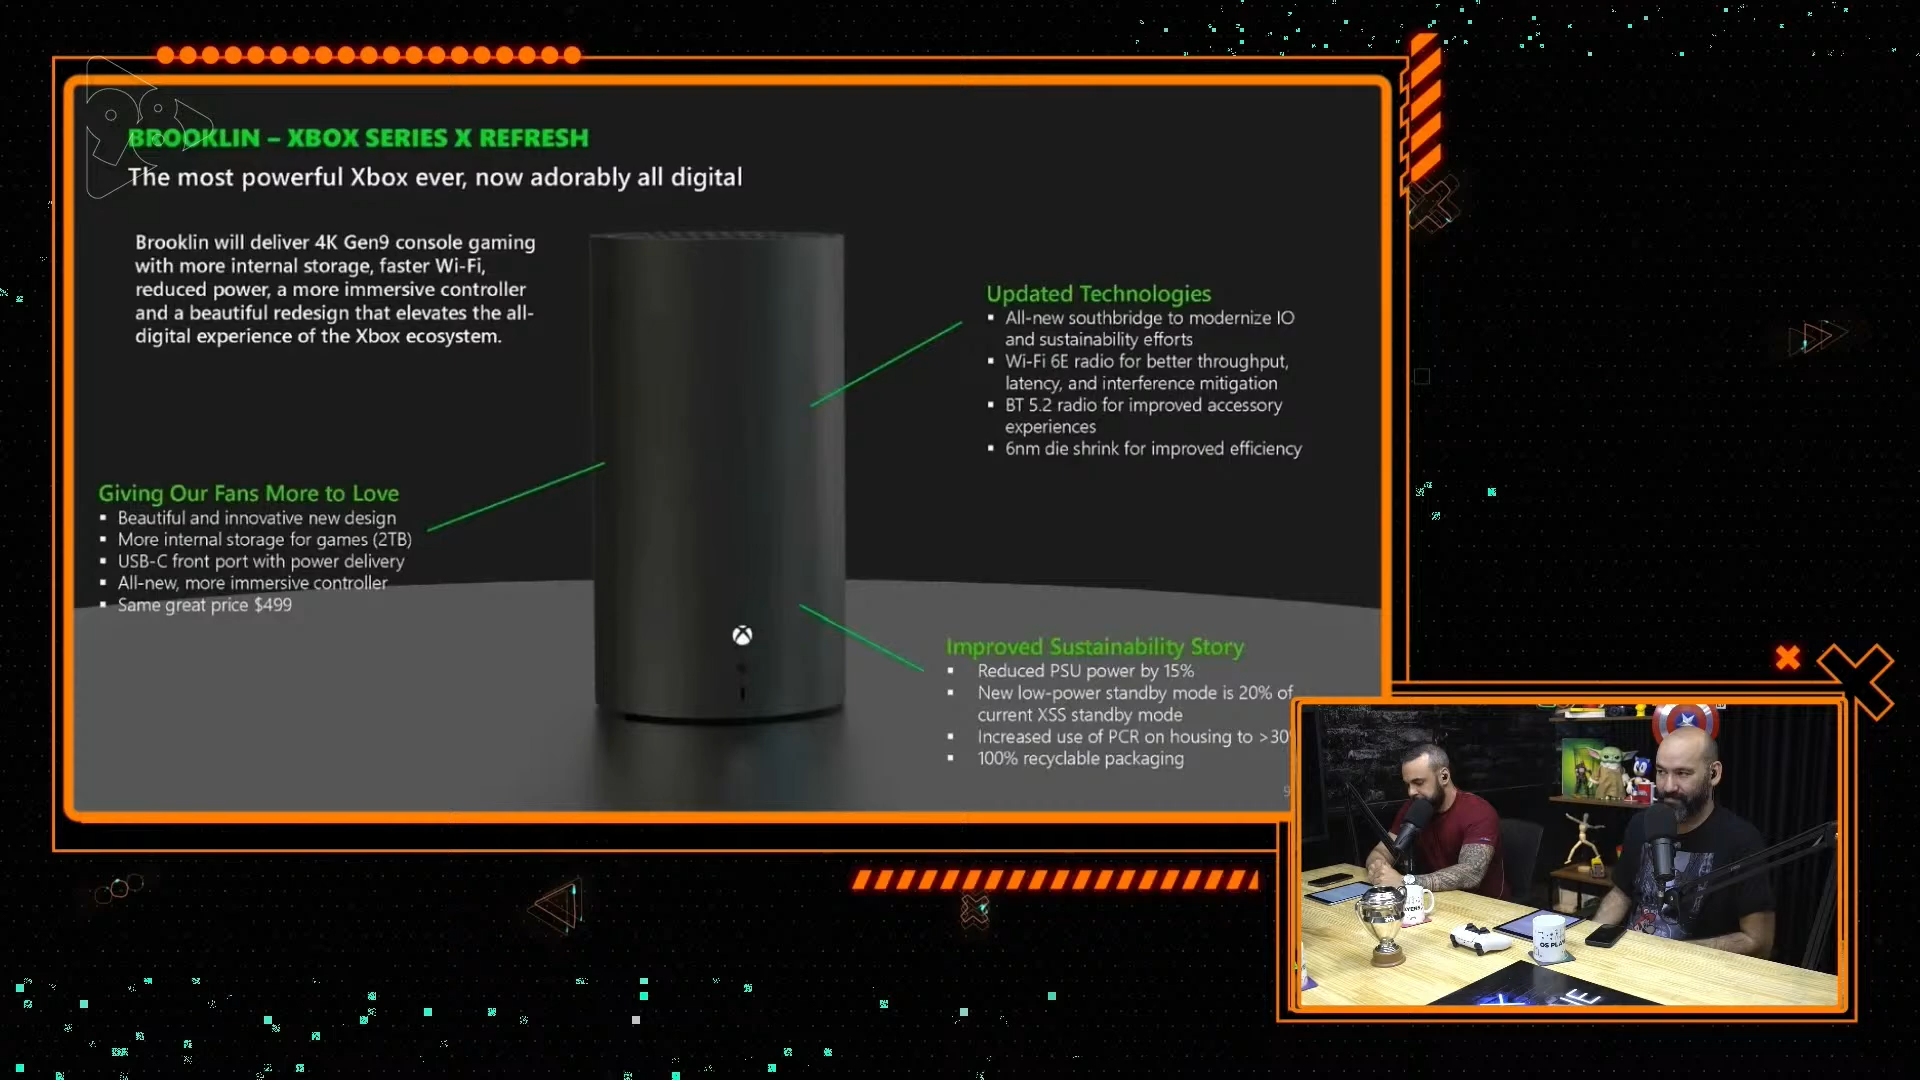 98
BROOKLIN – XBOX SERIES X REFRESH
The most powerful Xbox ever, now adorably all digital
Brooklin will deliver 4K Gen9 console gaming
with more internal storage, faster Wi-Fi,
reduced power, a more immersive controller
and a beautiful redesign that elevates the all-
digital experience of the Xbox ecosystem.
Giving Our Fans More to Love
▪ Beautiful and innovative new design
▪ More internal storage for games (2TB)
▪ USB-C front port with power delivery
▪ All-new, more immersive controller
▪ Same great price $499
Updated Technologies
▪ All-new southbridge to modernize IO
and sustainability efforts
▪ Wi-Fi 6E radio for better throughput,
latency, and interference mitigation
▪ BT 5.2 radio for improved accessory
experiences
▪ 6nm die shrink for improved efficiency
Improved Sustainability Story
▪ Reduced PSU power by 15%
▪ New low-power standby mode is 20% of
current XSS standby mode
▪ Increased use of PCR on housing to >30
▪ 100% recyclable packaging
9
OS PLAY